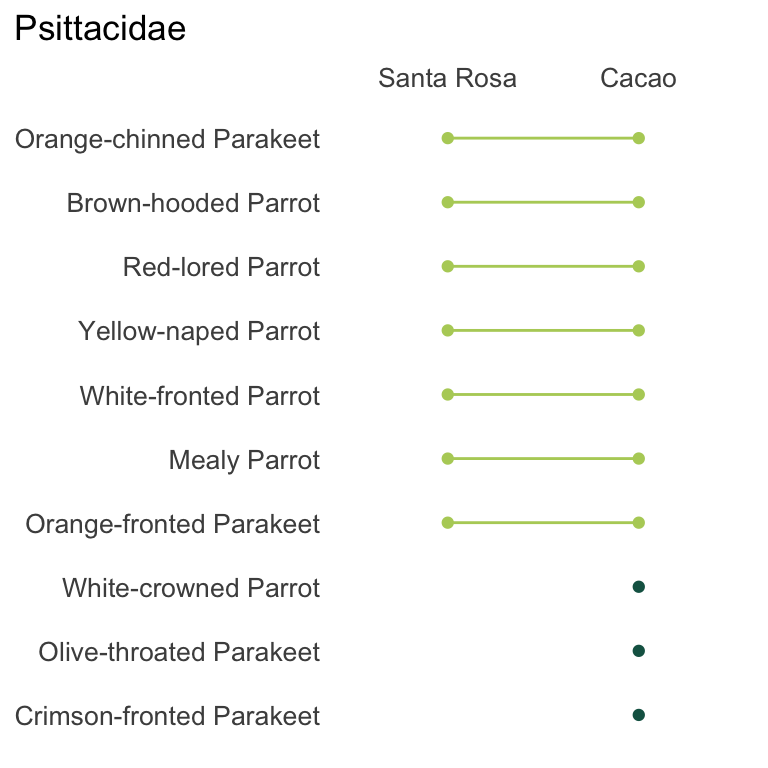 Psittacidae
Santa Rosa Cacao
Orange-chinned Parakeet
Brown-hooded Parrot
Red-lored Parrot
Yellow-naped Parrot
White-fronted Parrot
Mealy Parrot
Orange-fronted Parakeet
White-crowned Parrot
Olive-throated Parakeet
Crimson-fronted Parakeet